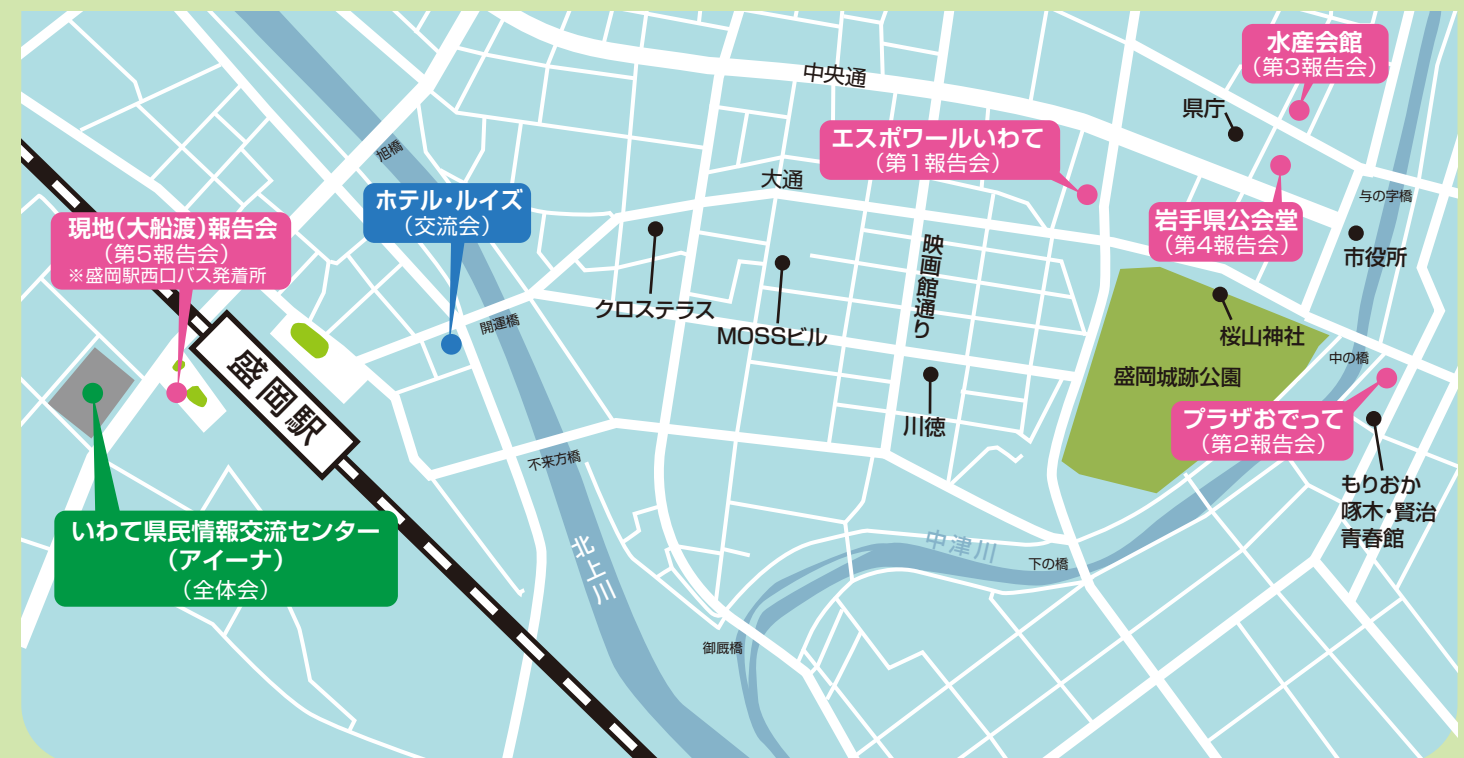 水産会館
（第3報告会）
中央通
県庁
エスポワールいわて
（第1報告会）
旭橋
大通
ホテル・ルイズ
（交流会）
与の字橋
現地（大船渡）報告会
（第5報告会）
※盛岡駅西口バス発着所
岩手県公会堂
（第4報告会）
市役所
映画館通り
クロステラス
開運橋
MOSSビル
桜山神社
中の橋
盛岡駅
盛岡城跡公園
川徳
プラザおでって
（第2報告会）
不来方橋
もりおか
啄木・賢治
青春館
いわて県民情報交流センター
（アイーナ）
（全体会）
北上川
中津川
下の橋
御厩橋